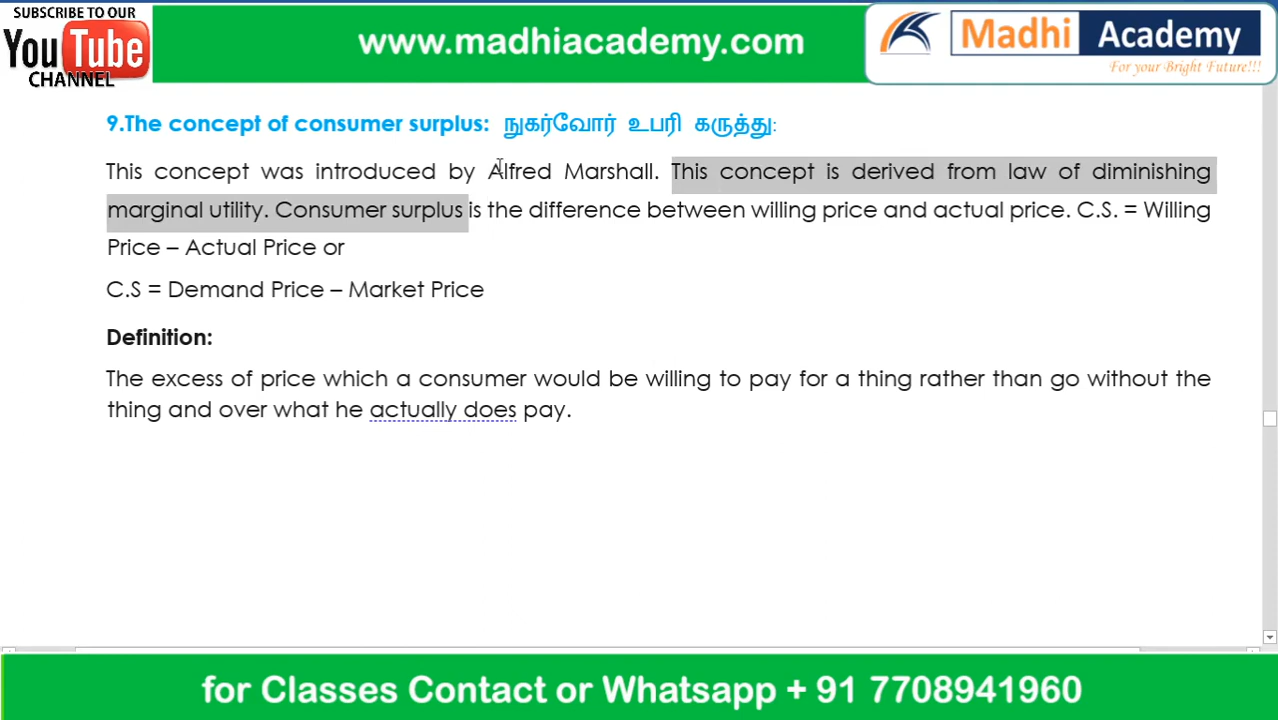 SUBSCRIBE TO OUR
YouTube
CHANNEL
www.madhiacademy.com
Madhi Academy
For your Bright Future!!!
9.The concept of consumer surplus: நுகர்வோர் உபரி கருத்து:
This concept was introduced by Alfred Marshall. This concept is derived from law of diminishing
marginal utility. Consumer surplus is the difference between willing price and actual price. C.S. = Willing
Price – Actual Price or
C.S = Demand Price – Market Price
Definition:
The excess of price which a consumer would be willing to pay for a thing rather than go without the
thing and over what he actually does pay.
for Classes Contact or Whatsapp + 91 7708941960